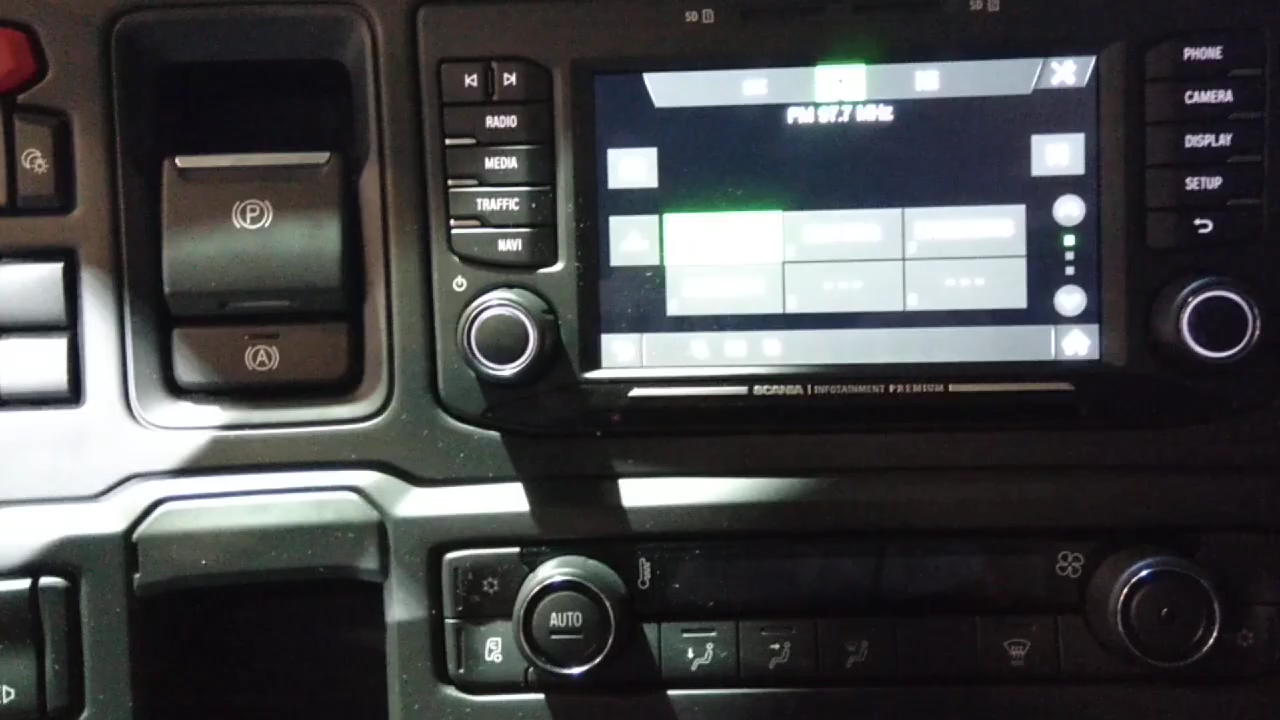 SD
SD
PHONE
CAMERA
DISPLAY
SETUP
RADIO
MEDIA
TRAFFIC
NAVI
FM 97.7 MHz
P
A
SCANIA | INFOTAINMENT PREMIUM
AUTO